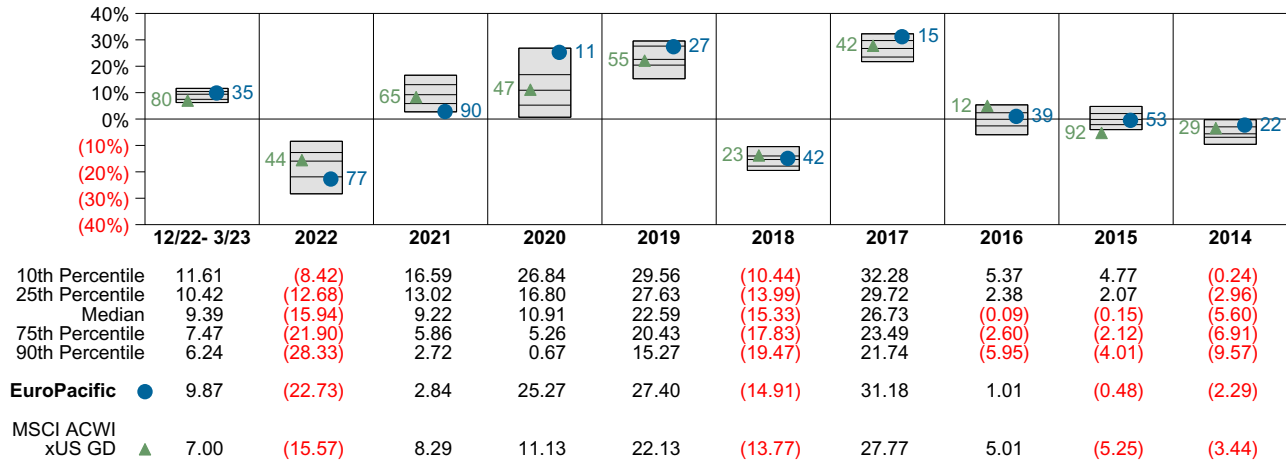 40%
30%
20%
10%
0%
(10%)
(20%)
(30%)
(40%)
80 35
44 77
65 90
47 11
55 27
23 42
42 15
12 39
92 53
29 22
12/22- 3/23 2022 2021 2020 2019 2018 2017 2016 2015 2014
10th Percentile 11.61 (8.42) 16.59 26.84 29.56 (10.44) 32.28 5.37 4.77 (0.24)
25th Percentile 10.42 (12.68) 13.02 16.80 27.63 (13.99) 29.72 2.38 2.07 (2.96)
Median 9.39 (15.94) 9.22 10.91 22.59 (15.33) 26.73 (0.09) (0.15) (5.60)
75th Percentile 7.47 (21.90) 5.86 5.26 20.43 (17.83) 23.49 (2.60) (2.12) (6.91)
90th Percentile 6.24 (28.33) 2.72 0.67 15.27 (19.47) 21.74 (5.95) (4.01) (9.57)
EuroPacific 9.87 (22.73) 2.84 25.27 27.40 (14.91) 31.18 1.01 (0.48) (2.29)
MSCI ACWI
xUS GD 7.00 (15.57) 8.29 11.13 22.13 (13.77) 27.77 5.01 (5.25) (3.44)